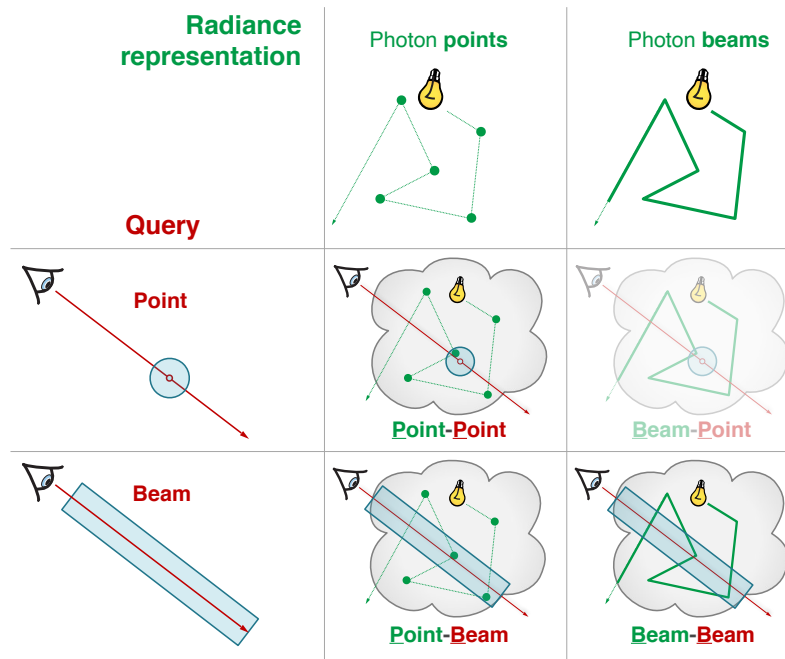 Radiance
representation
Photon points
Photon beams
Query
Point
Point-Point
Beam-Point
Beam
Point-Beam
Beam-Beam